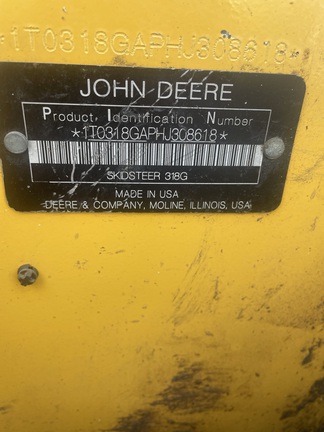 *1T0318GAPHJ308618*
JOHN DEERE
Product Identification Number
*1T0318GAPHJ308618*
SKIDSTEER 318G
MADE IN USA
DEERE & COMPANY, MOLINE, ILLINOIS, USA